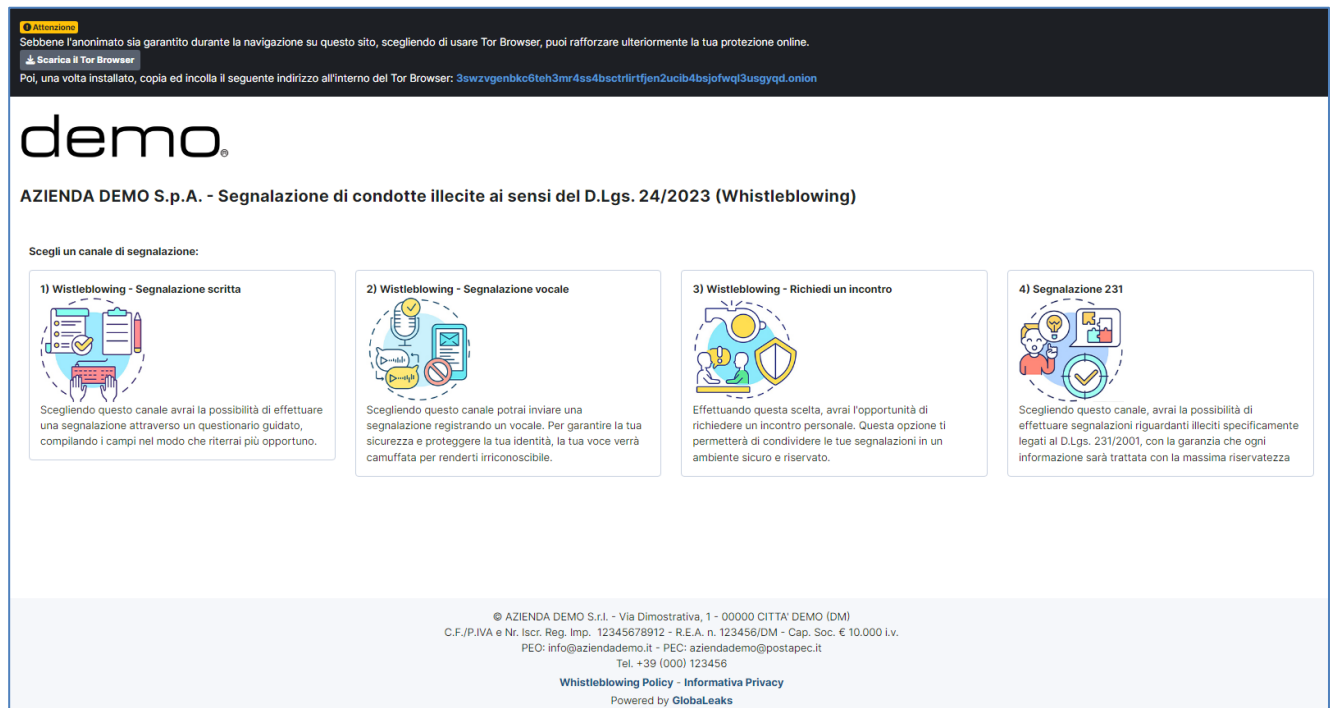 Attenzione
Sebbene l'anonimato sia garantito durante la navigazione su questo sito, scegliendo di usare Tor Browser, puoi rafforzare ulteriormente la tua protezione online.
Scarica il Tor Browser
Poi, una volta installato, copia ed incolla il seguente indirizzo all'interno del Tor Browser: 3swzvgenbkc6teh3mr4ss4bsctrlirtfjen2ucib4bsjofwql3usgyqd.onion
demo®
AZIENDA DEMO S.p.A. - Segnalazione di condotte illecite ai sensi del D.Lgs. 24/2023 (Whistleblowing)
Scegli un canale di segnalazione:
1) Wistleblowing - Segnalazione scritta
Scegliendo questo canale avrai la possibilità di effettuare
una segnalazione attraverso un questionario guidato,
compilando i campi nel modo che riterrai più opportuno.
2) Wistleblowing - Segnalazione vocale
Scegliendo questo canale potrai inviare una
segnalazione registrando un vocale. Per garantire la tua
sicurezza e proteggere la tua identità, la tua voce verrà
camuffata per renderti irriconoscibile.
3) Wistleblowing - Richiedi un incontro
Effettuando questa scelta, avrai l'opportunità di
richiedere un incontro personale. Questa opzione ti
permetterà di condividere le tue segnalazioni in un
ambiente sicuro e riservato.
4) Segnalazione 231
Scegliendo questo canale, avrai la possibilità di
effettuare segnalazioni riguardanti illeciti specificamente
legati al D.Lgs. 231/2001, con la garanzia che ogni
informazione sarà trattata con la massima riservatezza
© AZIENDA DEMO S.r.l. - Via Dimostrativa, 1 - 00000 CITTA' DEMO (DM)
C.F./P.IVA e Nr. Iscr. Reg. Imp. 12345678912 - R.E.A. n. 123456/DM - Cap. Soc. € 10.000 i.v.
PEO: info@aziendademo.it - PEC: aziendademo@postapec.it
Tel. +39 (000) 123456
Whistleblowing Policy - Informativa Privacy
Powered by GlobaLeaks